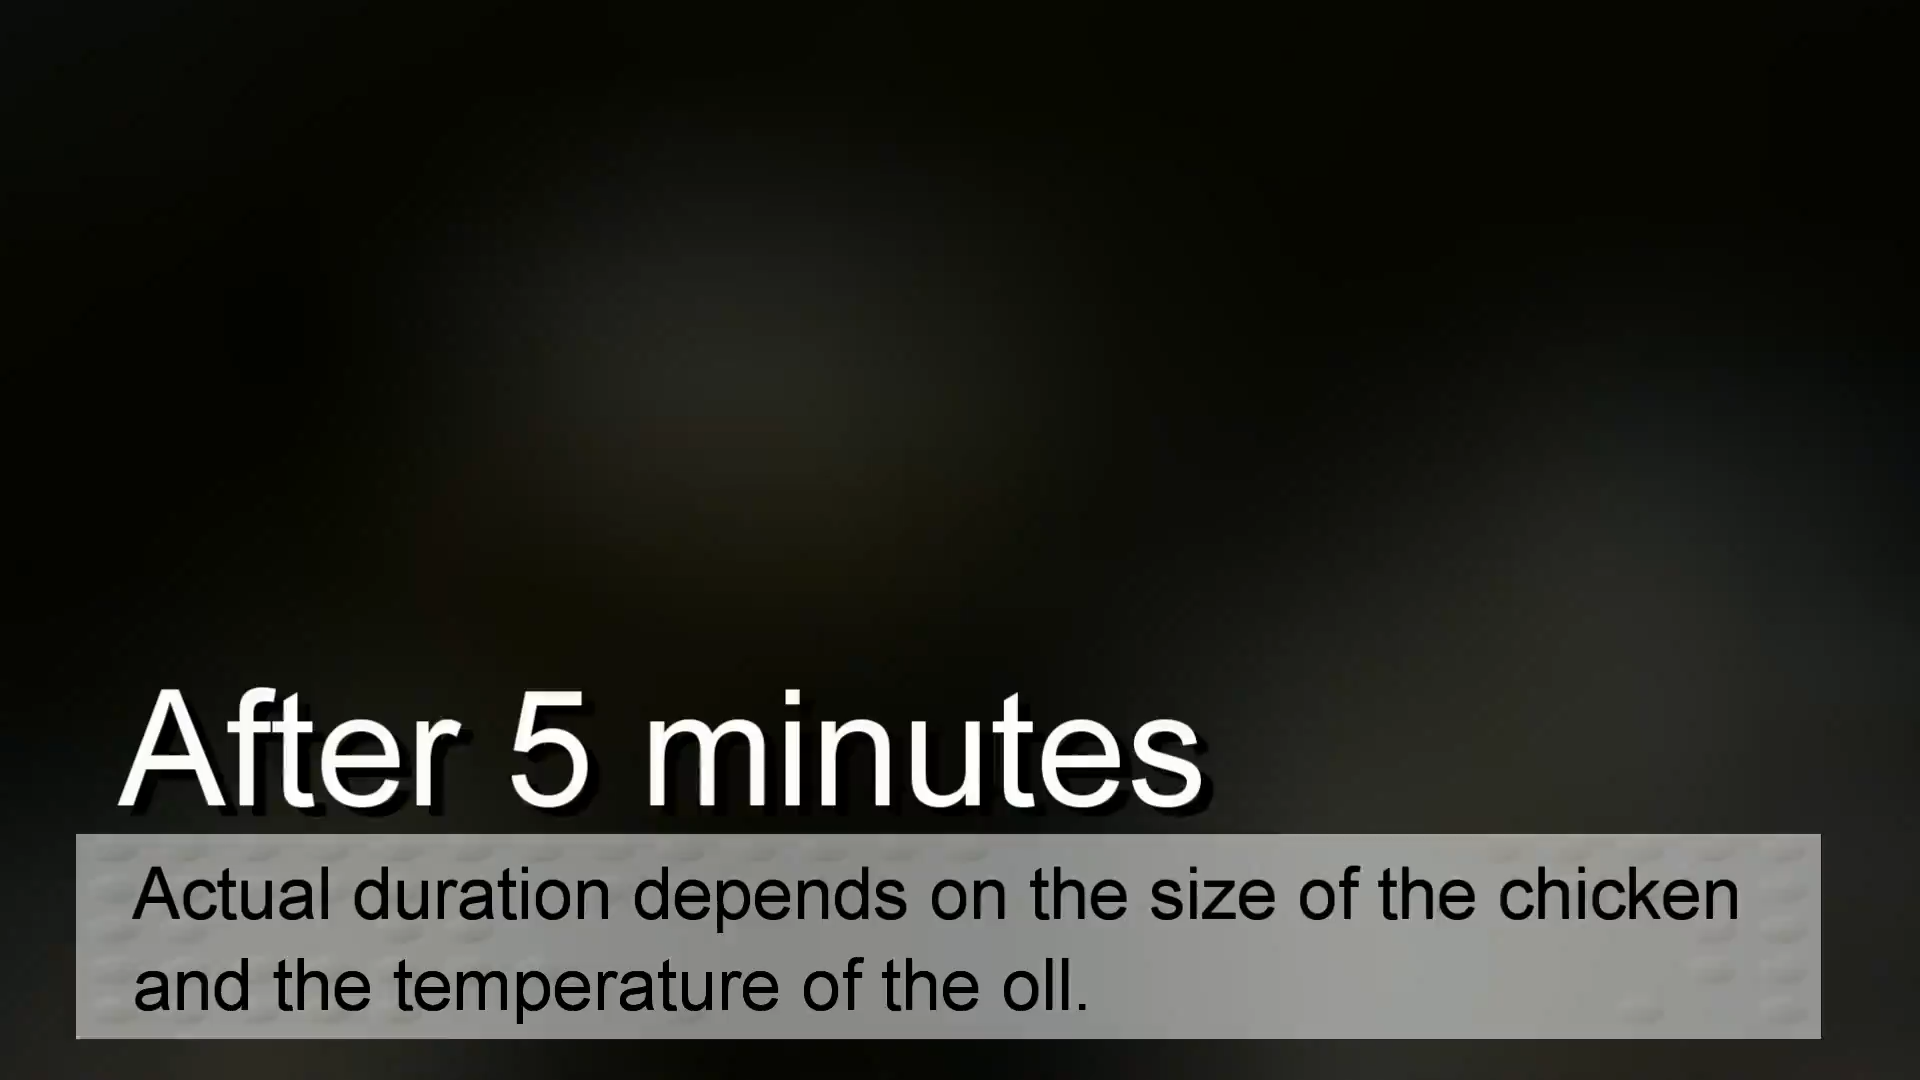 After 5 minutes
Actual duration depends on the size of the chicken
and the temperature of the oll.